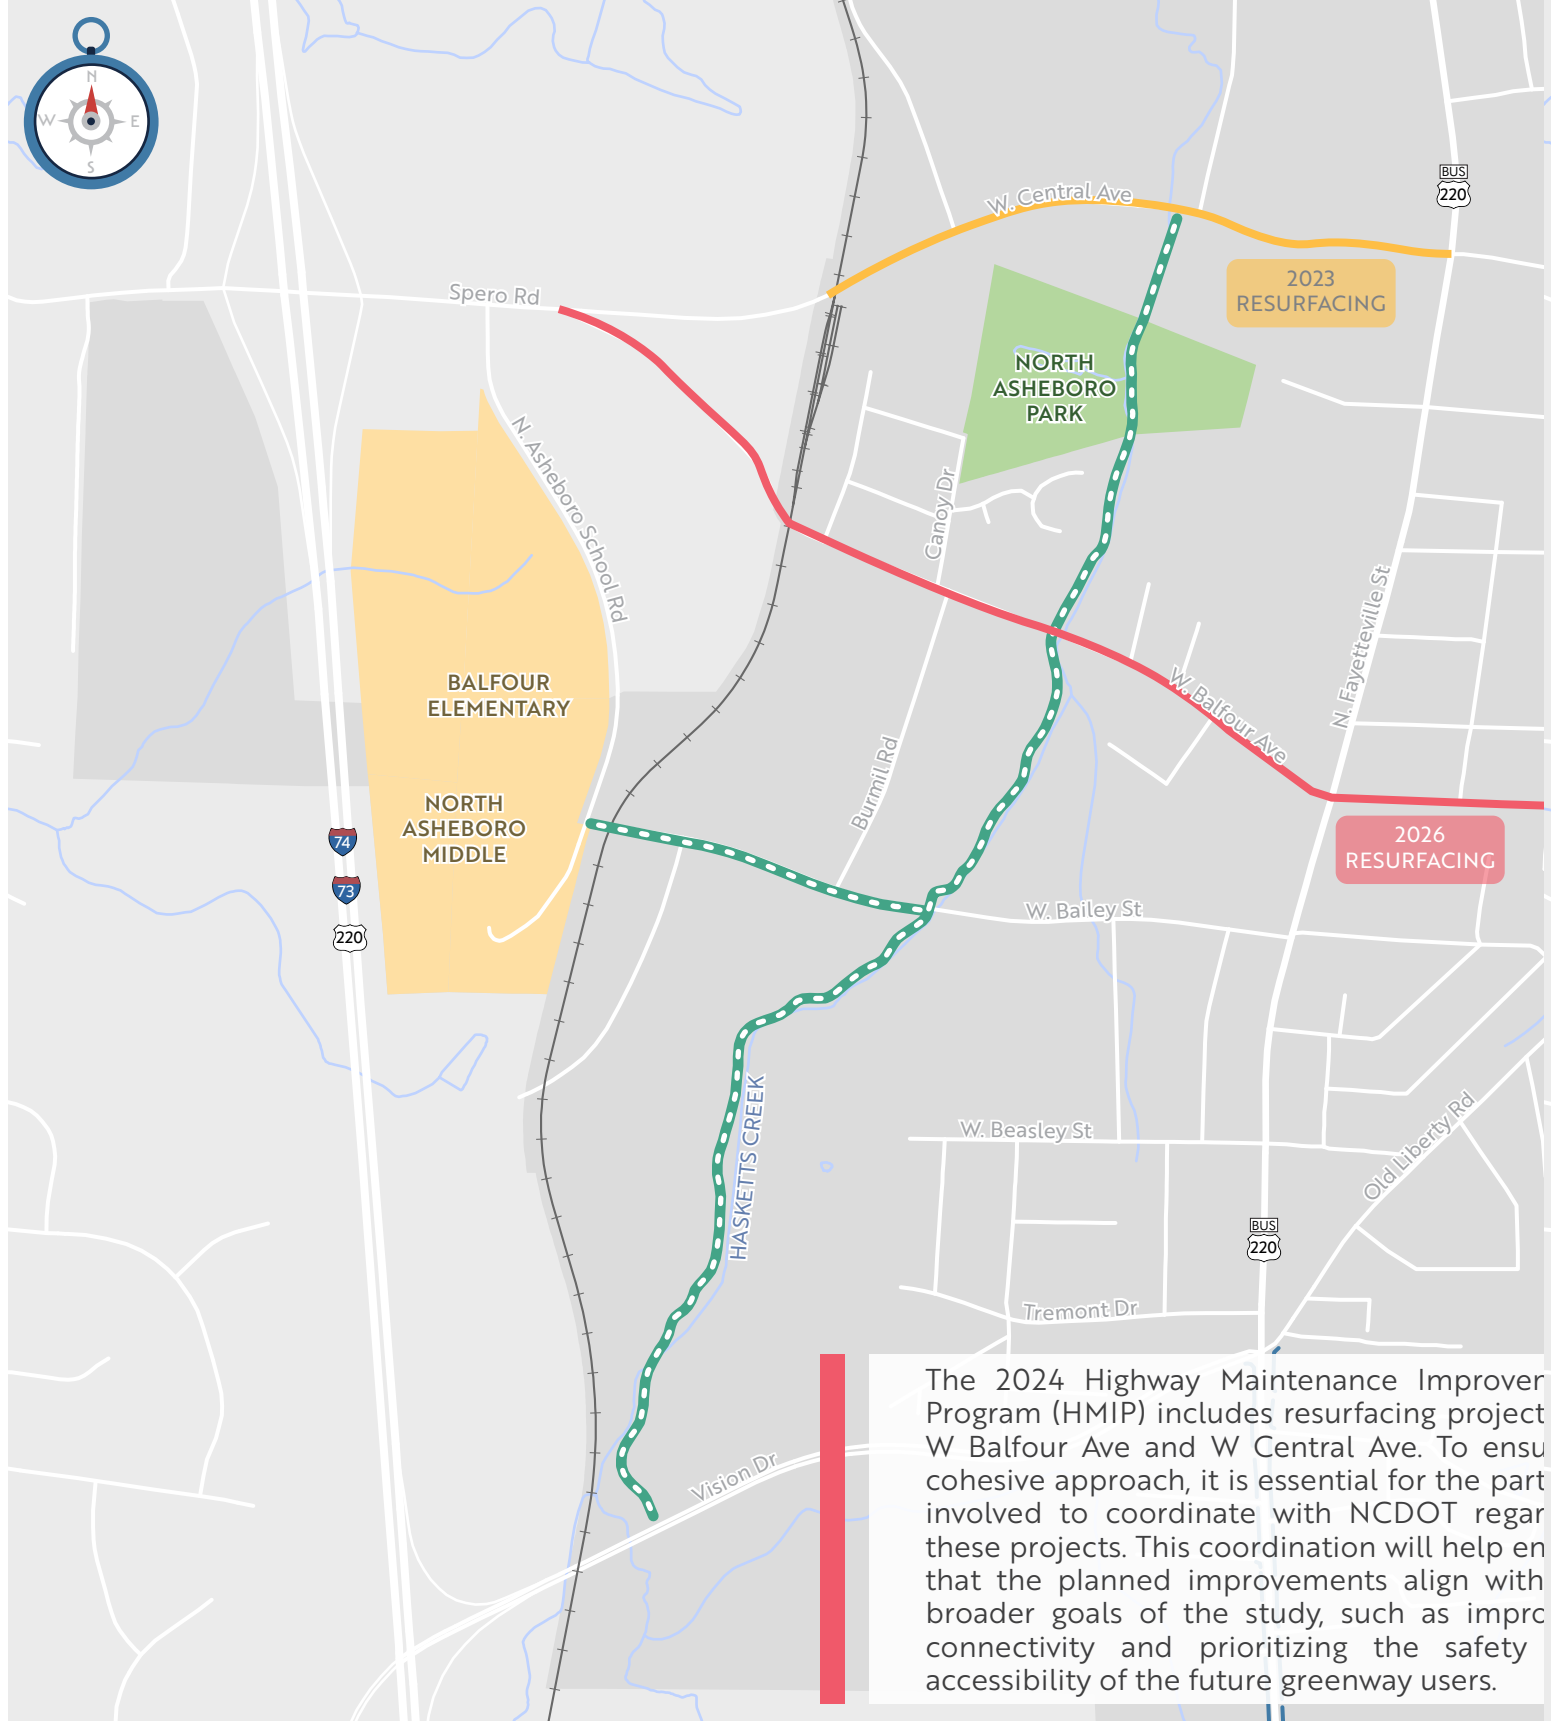 N
W
E
S
BUS
220
W. Central Ave
2023
RESURFACING
Spero Rd
NORTH
ASHEBORO
PARK
N. Asheboro School Rd
Canoy Dr
N. Fayetteville St
BALFOUR
ELEMENTARY
W. Balfour Ave
Burmil Rd
NORTH
ASHEBORO
MIDDLE
2026
RESURFACING
74
73
220
W. Bailey St
HASKETTS CREEK
W. Beasley St
Old Liberty Rd
BUS
220
Tremont Dr
Vision Dr
The 2024 Highway Maintenance Improvem
Program (HMIP) includes resurfacing project
W Balfour Ave and W Central Ave. To ensu
cohesive approach, it is essential for the part
involved to coordinate with NCDOT regar
these projects. This coordination will help en
that the planned improvements align with
broader goals of the study, such as impro
connectivity and prioritizing the safety
accessibility of the future greenway users.